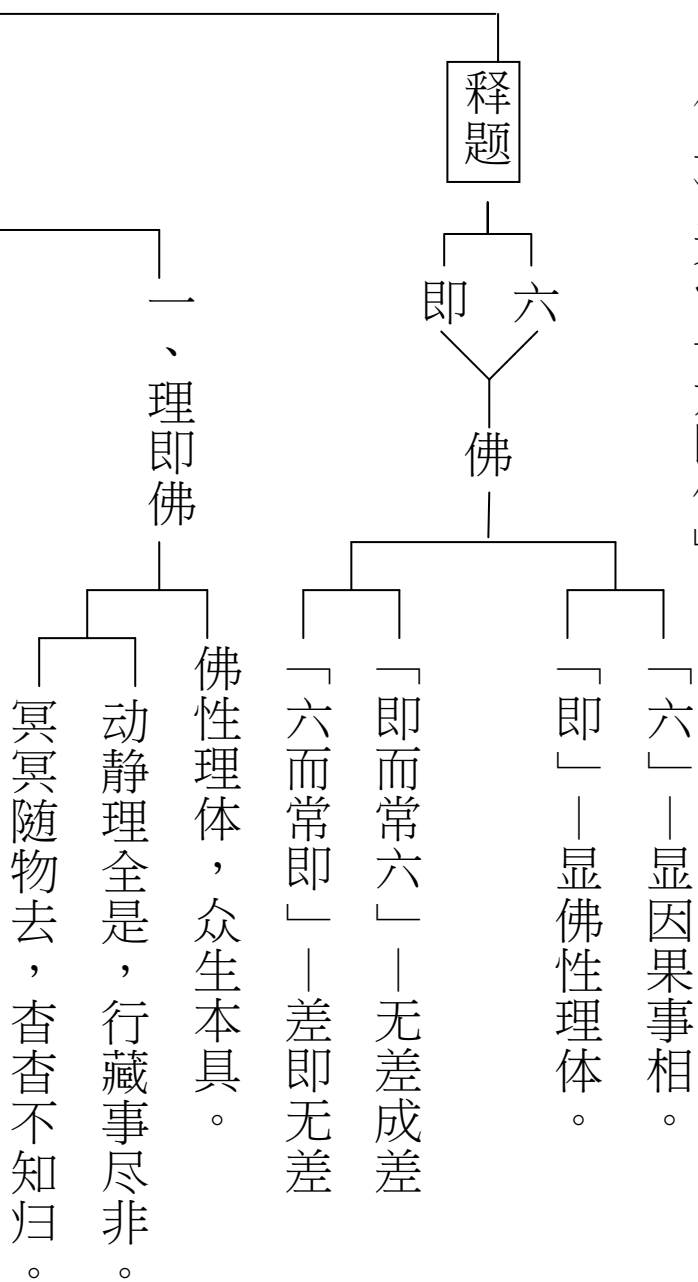 释题
六
即
佛
「六」—显因果事相。
「即」—显佛性理体。
「即而常六」—无差成差
「六而常即」—差即无差
一、理即佛
佛性理体，众生本具。
动静理全是，行藏事尽非。
冥冥随物去，杳杳不知归。